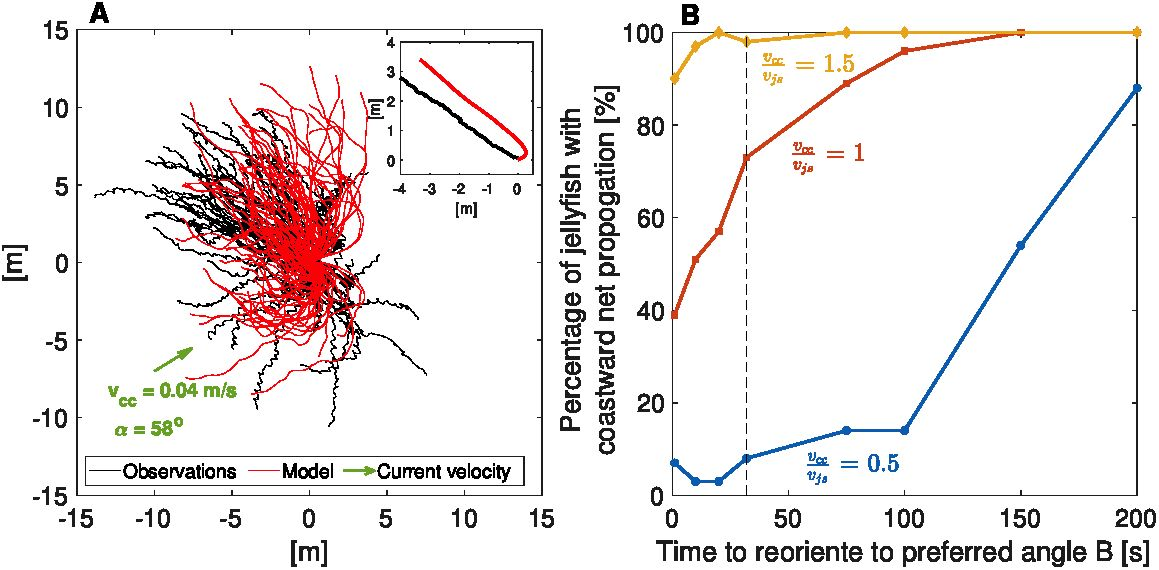 A
15
10
5
0
-5
-10
-15
[m]
-15 -10 -5 0 5 10 15
[m]
4
3
2
1
0
[m]
-4 -3 -2 -1 0
[m]
v_cc = 0.04 m/s
α = 58°
Observations Model Current velocity
B
100
80
60
40
20
0
Percentage of jellyfish with
coastward net propogation [%]
v_cc/v_js = 1.5
v_cc/v_js = 1
v_cc/v_js = 0.5
0 50 100 150 200
Time to reoriente to preferred angle B [s]